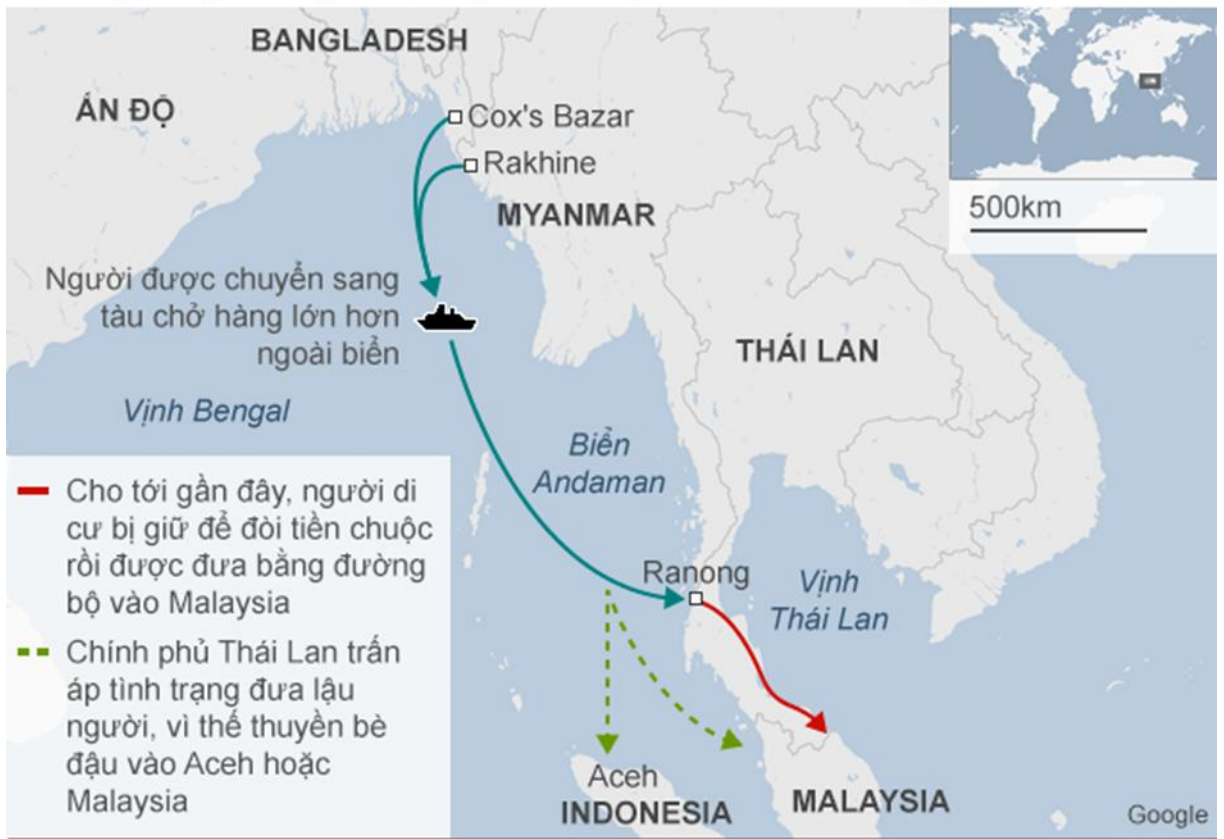 BANGLADESH
ẤN ĐỘ
Cox's Bazar
Rakhine
MYANMAR
500km
Người được chuyển sang
tàu chở hàng lớn hơn
ngoài biển
THÁI LAN
Vịnh Bengal
Biển
Andaman
Cho tới gần đây, người di
cư bị giữ để đòi tiền chuộc
rồi được đưa bằng đường
bộ vào Malaysia
Ranong
Vịnh
Thái Lan
Chính phủ Thái Lan trấn
áp tình trạng đưa lậu
người, vì thế thuyền bè
đậu vào Aceh hoặc
Malaysia
Aceh
INDONESIA
MALAYSIA
Google